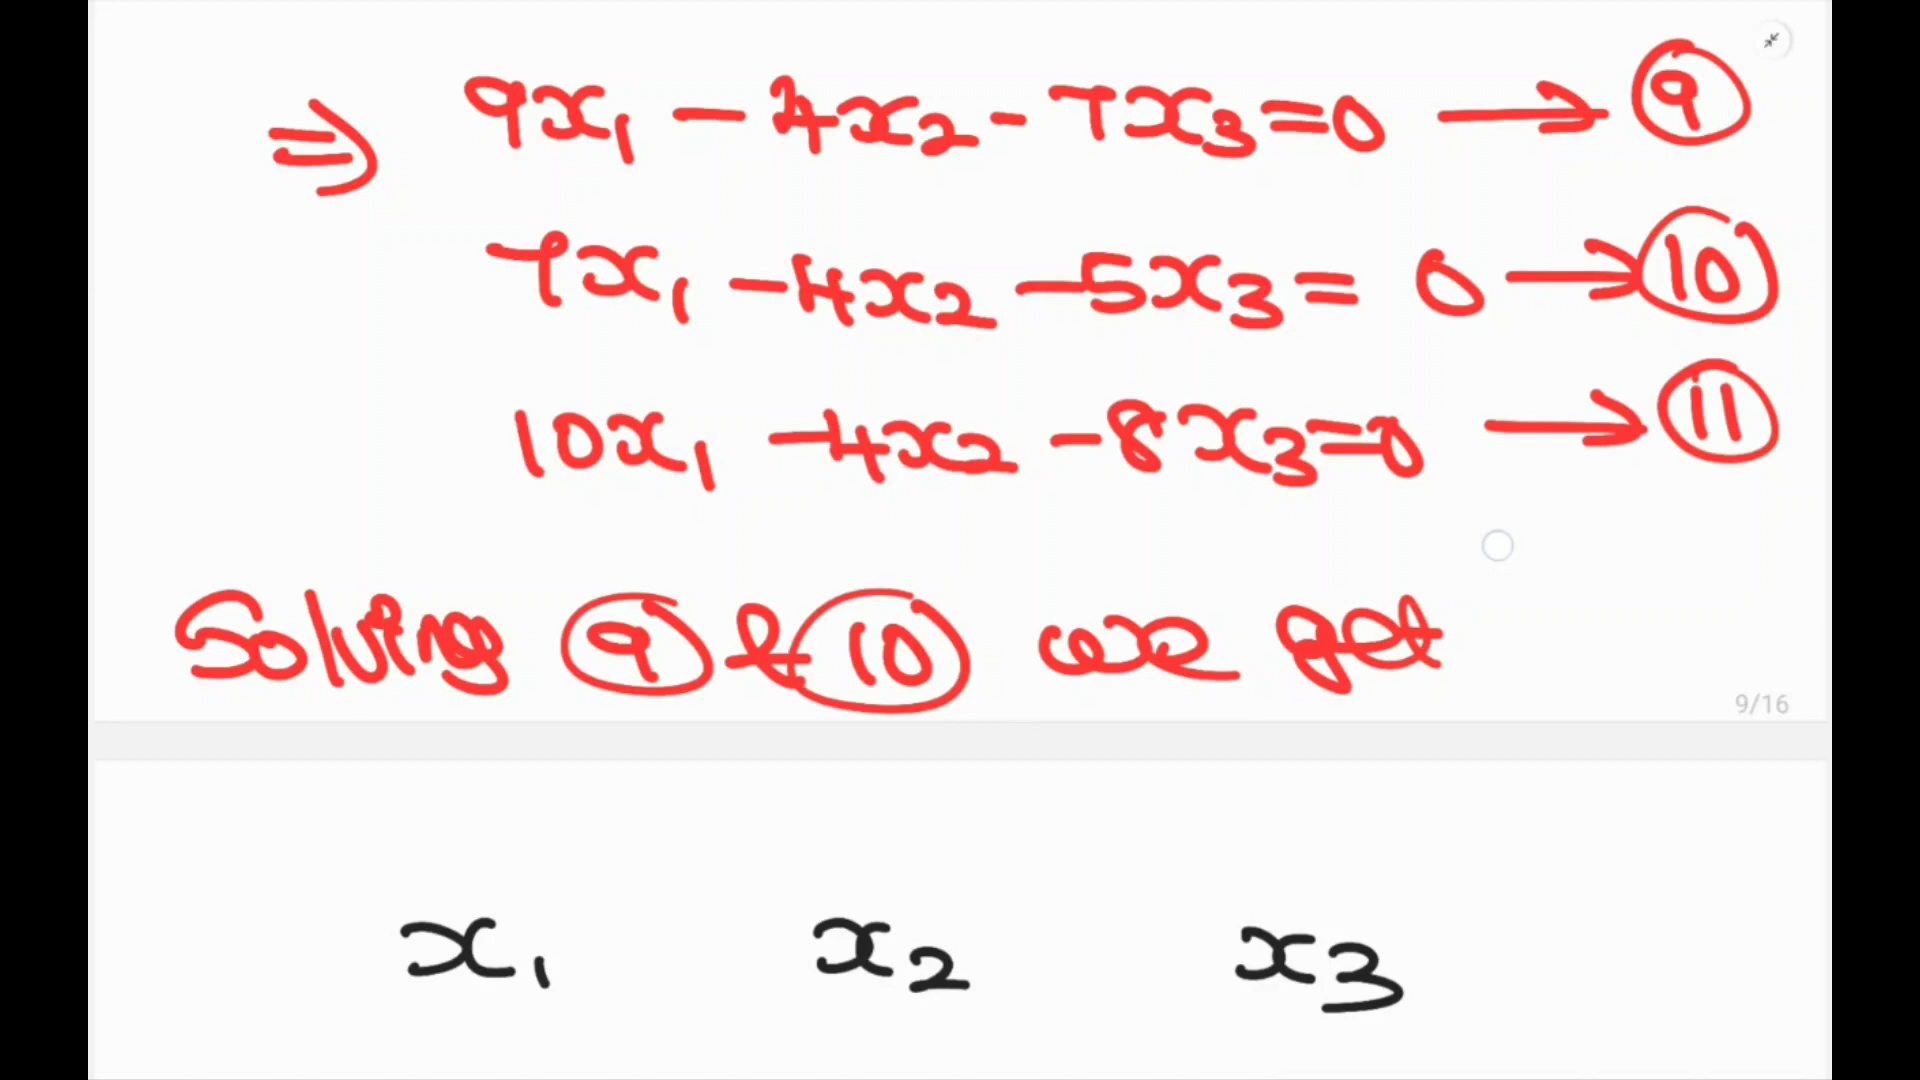 ⇒ 9x₁ - 4x₂ - 7x₃ = 0 → ⑨
7x₁ - 4x₂ - 5x₃ = 0 → ⑩
10x₁ - 4x₂ - 8x₃ = 0 → ⑪
Solving ⑨ & ⑩ we get
9/16
x₁ x₂ x₃